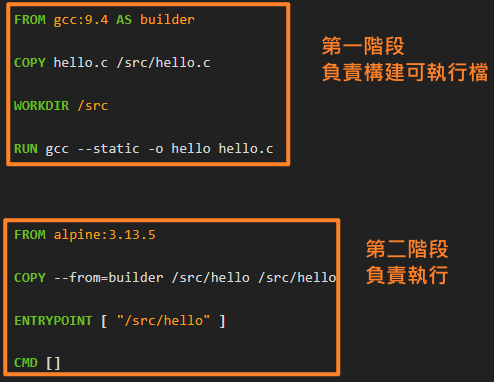 FROM gcc:9.4 AS builder
COPY hello.c /src/hello.c
WORKDIR /src
RUN gcc --static -o hello hello.c
第一階段
負責構建可執行檔
FROM alpine:3.13.5
COPY --from=builder /src/hello /src/hello
ENTRYPOINT [ "/src/hello" ]
CMD []
第二階段
負責執行